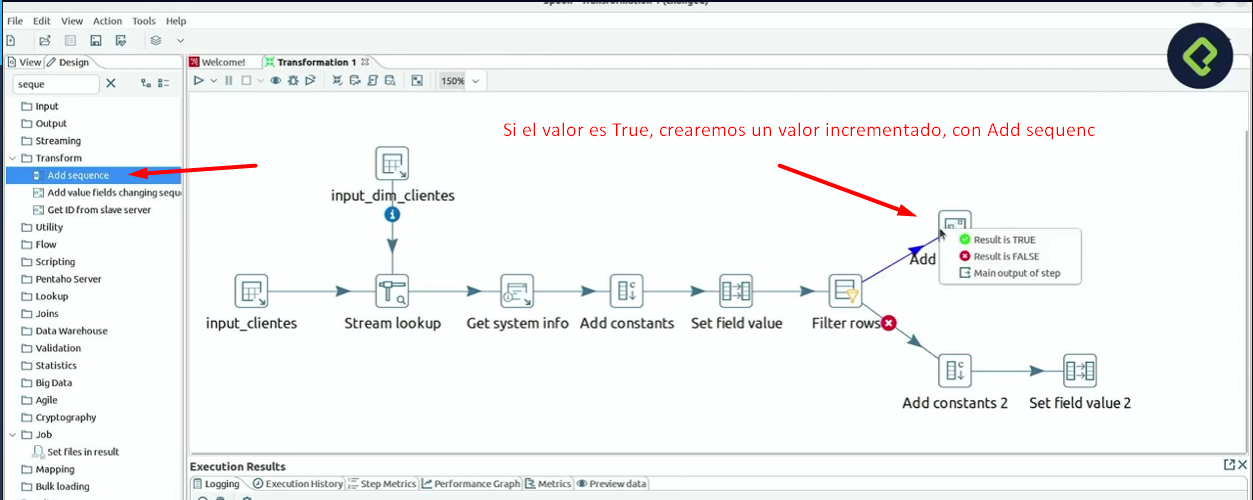 Spoon - Transformation 1 (changed)
File Edit View Action Tools Help
View Design
Welcome! Transformation 1
seque
150%
Input
Output
Streaming
Transform
Add sequence
Add value fields changing sequ
Get ID from slave server
Utility
Flow
Scripting
Pentaho Server
Lookup
Joins
Data Warehouse
Validation
Statistics
Big Data
Agile
Cryptography
Job
Set files in result
Mapping
Bulk loading
Si el valor es True, crearemos un valor incrementado, con Add sequenc
input_dim_clientes
Result is TRUE
Result is FALSE
Main output of step
Add
input_clientes
Stream lookup
Get system info
Add constants
Set field value
Filter rows
Add constants 2
Set field value 2
Execution Results
Logging Execution History Step Metrics Performance Graph Metrics Preview data